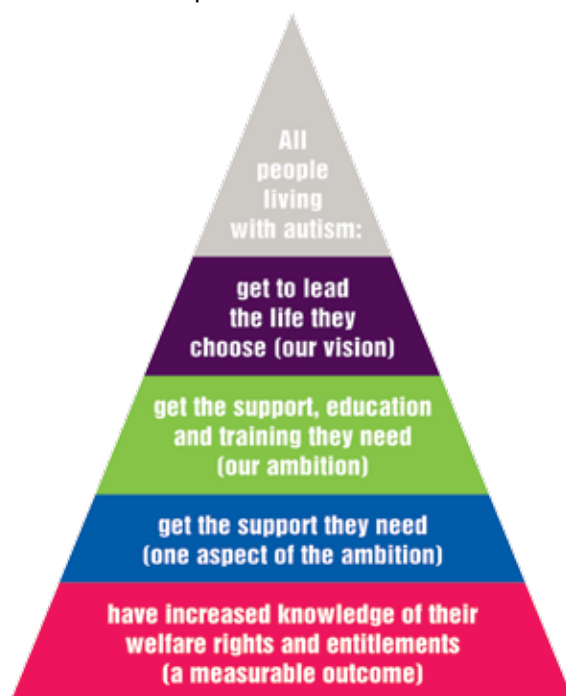 All
people
living
with autism:
get to lead
the life they
choose (our vision)
get the support, education
and training they need
(our ambition)
get the support they need
(one aspect of the ambition)
have increased knowledge of their
welfare rights and entitlements
(a measurable outcome)